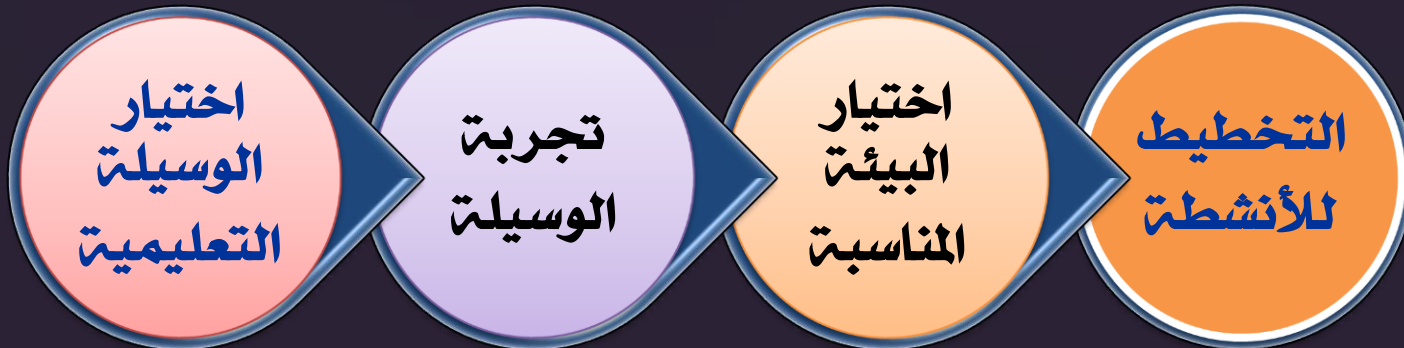 اختيار
الوسيلة
التعليمية
تجربة
الوسيلة
اختيار
البيئة
المناسبة
التخطيط
للأنشطة